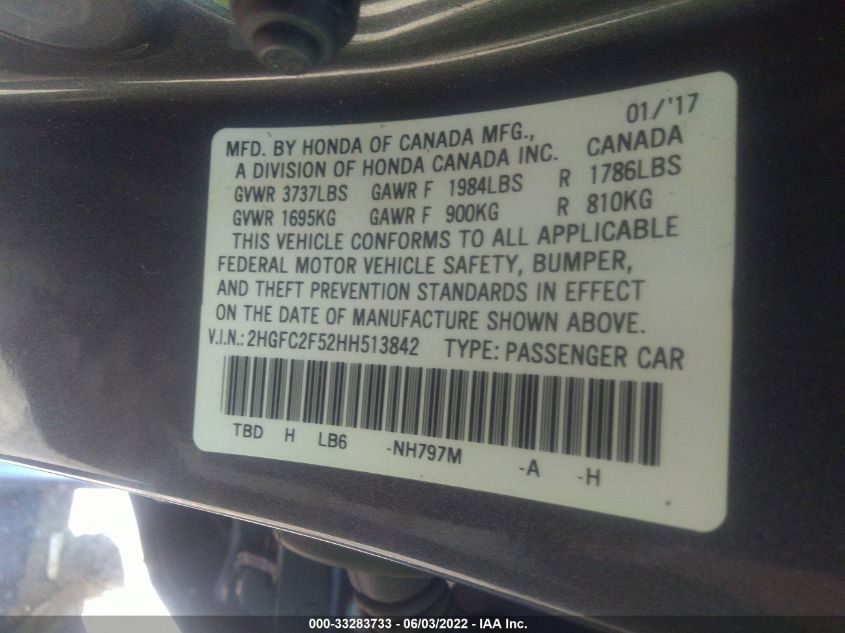 01/'17
MFD. BY HONDA OF CANADA MFG.,
A DIVISION OF HONDA CANADA INC. CANADA
GVWR 3737LBS GAWR F 1984LBS R 1786LBS
GVWR 1695KG GAWR F 900KG R 810KG
THIS VEHICLE CONFORMS TO ALL APPLICABLE
FEDERAL MOTOR VEHICLE SAFETY, BUMPER,
AND THEFT PREVENTION STANDARDS IN EFFECT
ON THE DATE OF MANUFACTURE SHOWN ABOVE.
V.I.N.: 2HGFC2F52HH513842 TYPE: PASSENGER CAR
TBD H LB6 -NH797M -A -H
000-33283733 - 06/03/2022 - IAA Inc.